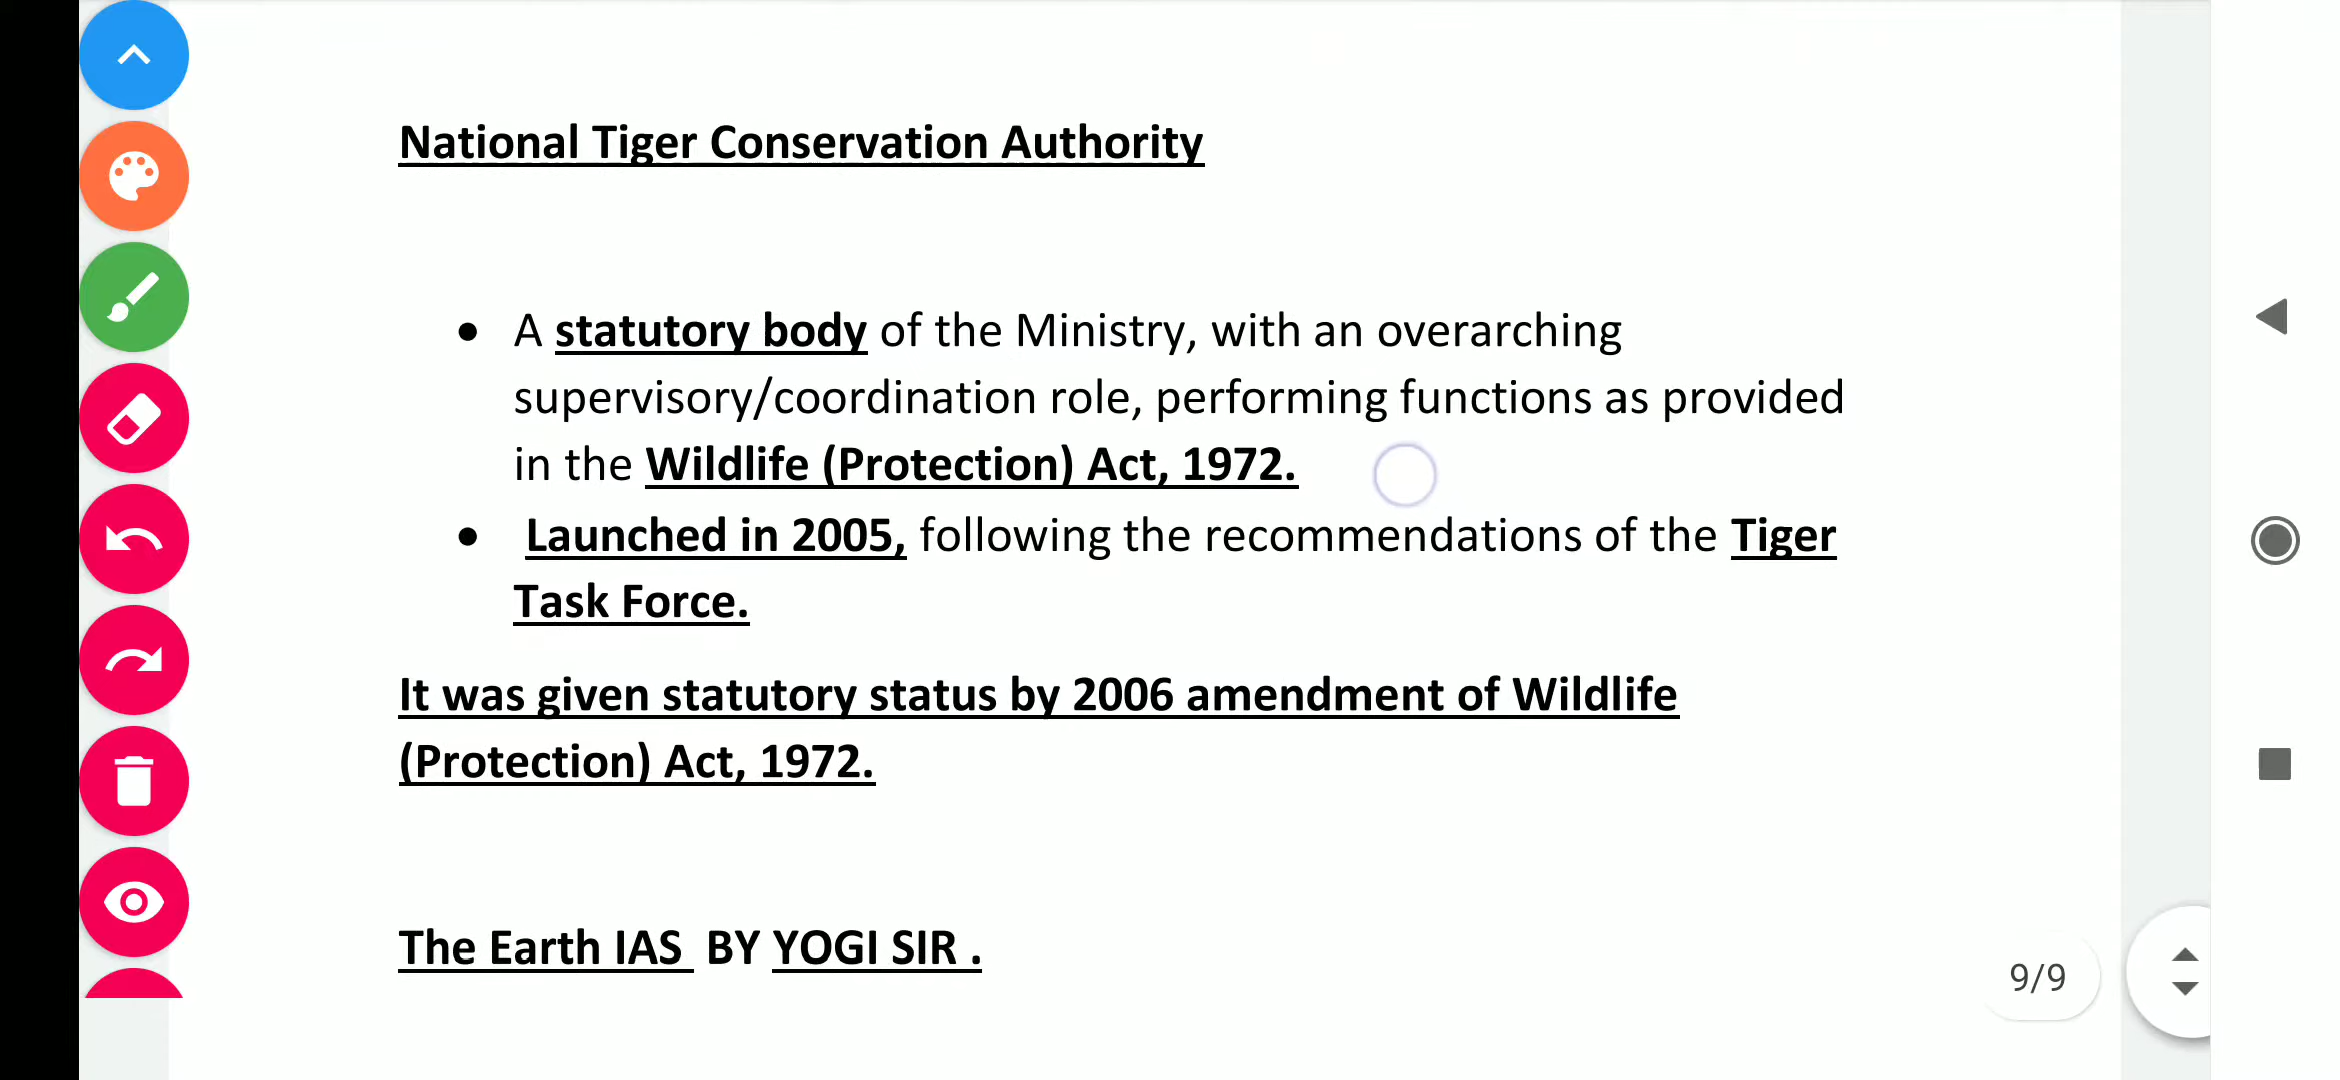 National Tiger Conservation Authority
• A statutory body of the Ministry, with an overarching
supervisory/coordination role, performing functions as provided
in the Wildlife (Protection) Act, 1972.
• Launched in 2005, following the recommendations of the Tiger
Task Force.
It was given statutory status by 2006 amendment of Wildlife
(Protection) Act, 1972.
The Earth IAS BY YOGI SIR .
9/9